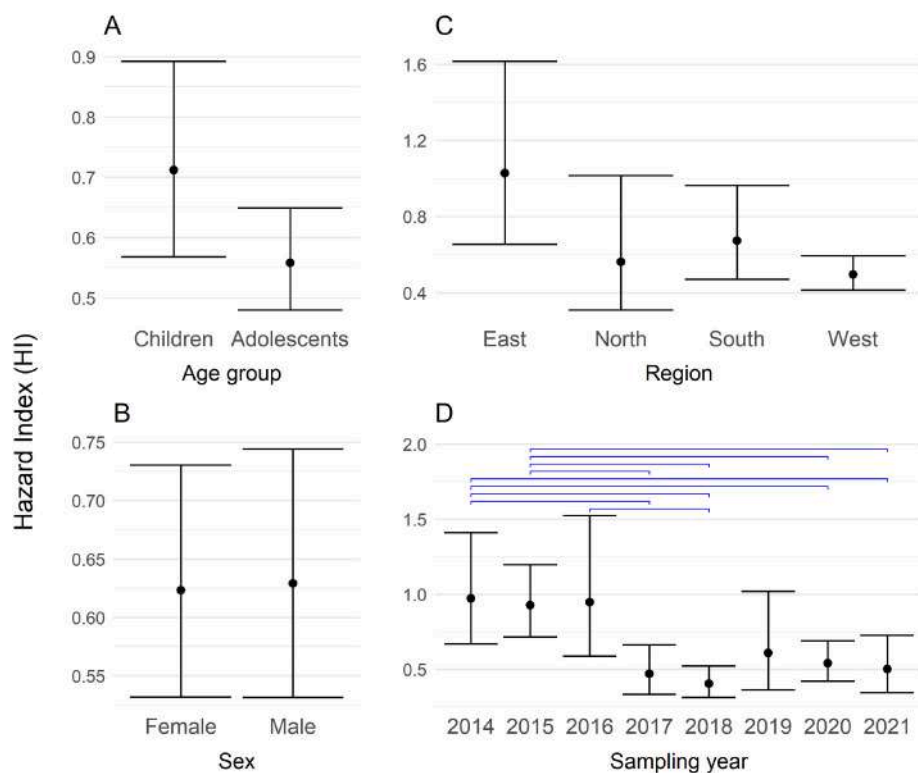 A
0.9
0.8
0.7
0.6
0.5
Children Adolescents
Age group
C
1.6
1.2
0.8
0.4
East North South West
Region
Hazard Index (HI)
B
0.75
0.70
0.65
0.60
0.55
Female Male
Sex
D
2.0
1.5
1.0
0.5
2014 2015 2016 2017 2018 2019 2020 2021
Sampling year